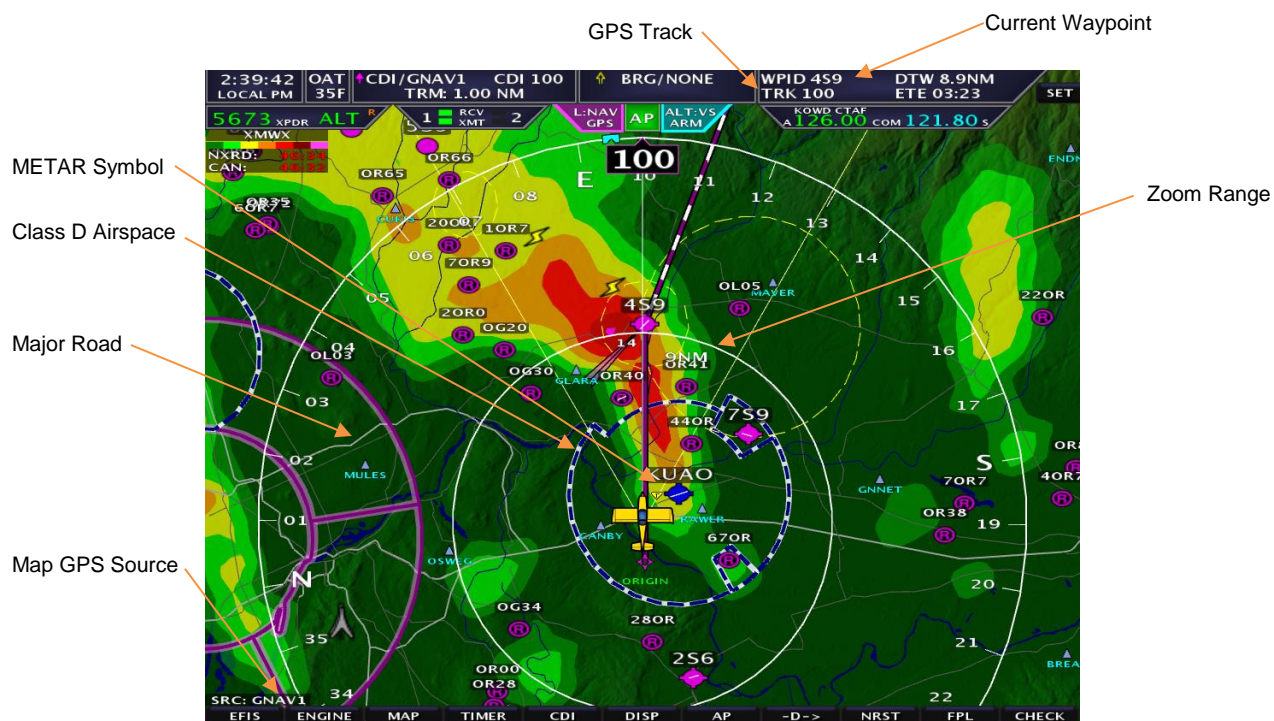 Current Waypoint
GPS Track
2:39:42
LOCAL PM
OAT
35F
CDI/GNAV1 CDI 100
TRM: 1.00 NM
BRG/NONE
WPID 4S9 DTW 8.9NM
TRK 100 ETE 03:23
SET
5673 XPDR ALT R
1 RCV 2
XMT
L:NAV
GPS
AP
ALT:VS
ARM
KOWD CTAF
A 126.00 COM 121.80 S
XMWX
NXRD:
CAN:
100
METAR Symbol
Class D Airspace
Major Road
Map GPS Source
Zoom Range
E
10
11
12
13
14
15
16
17
S
19
20
21
22
08
07
06
05
04
03
02
01
N
35
34
OR66
OR65
CURTS
20OR
1OR7
7OR9
2OR0
OG20
4S9
14
OL05
MAVER
ENDN
22OR
OL03
GLARA
9NM
OR41
OG30
OR40
44OR
7S9
MULES
KUAO
GNNET
7OR7
4OR7
OR38
CANBY
RAWER
OSWEG
67OR
ORIGIN
OG34
28OR
2S6
OR00
OR28
BREA
SRC: GNAV1
EFIS ENGINE MAP TIMER CDI DISP AP -D-> NRST FPL CHECK